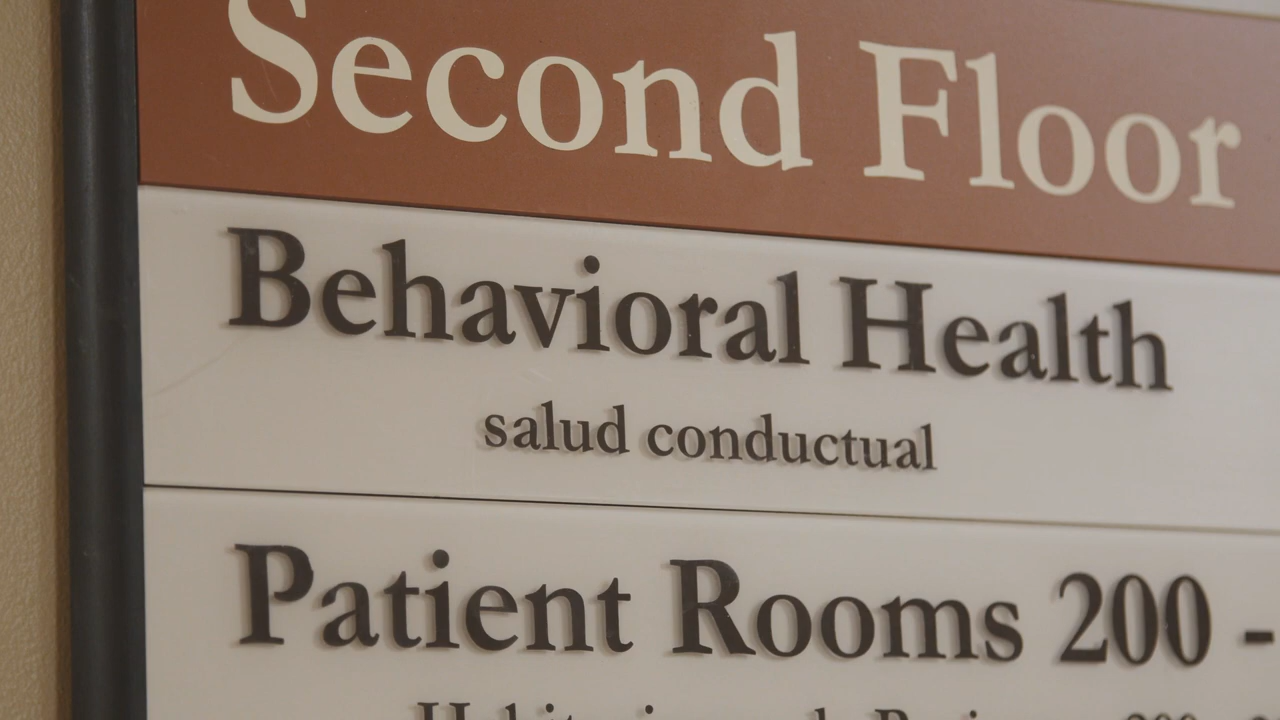 Second Floor
Behavioral Health
salud conductual
Patient Rooms 200 -